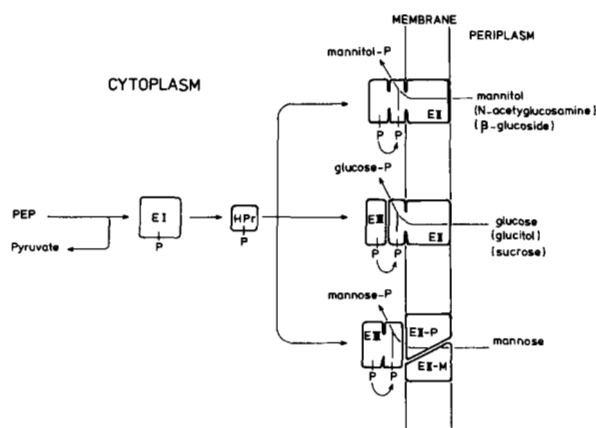 MEMBRANE
PERIPLASM
CYTOPLASM
mannitol-P
mannitol
(N-acetyglucosamine)
(β-glucoside)
EII
P P
glucose-P
PEP
EI
HPr
EIII
glucose
(glucitol)
(sucrose)
EII
Pyruvate
P
P
P P
mannose-P
EIII
EII-P
mannose
EII-M
P P